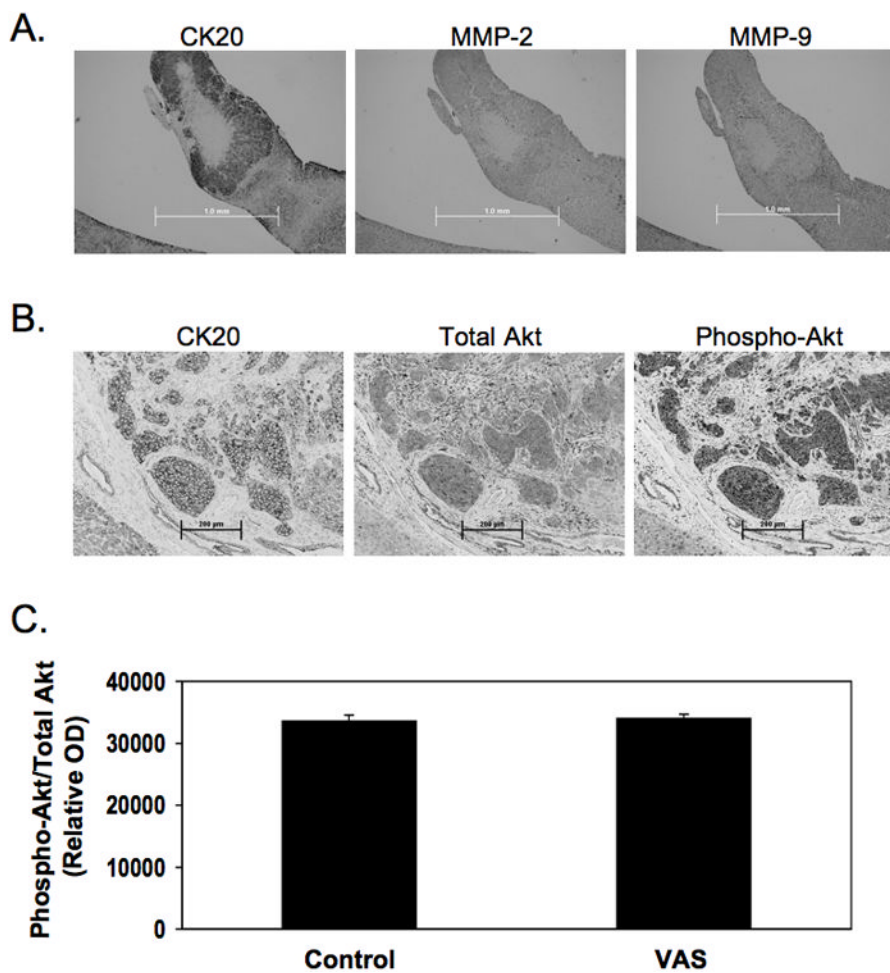 A.
CK20 MMP-2 MMP-9
1.0 mm 1.0 mm 1.0 mm
B.
CK20 Total Akt Phospho-Akt
200 µm 200 µm 200 µm
C.
Phospho-Akt/Total Akt
(Relative OD)
40000
30000
20000
10000
0
Control VAS